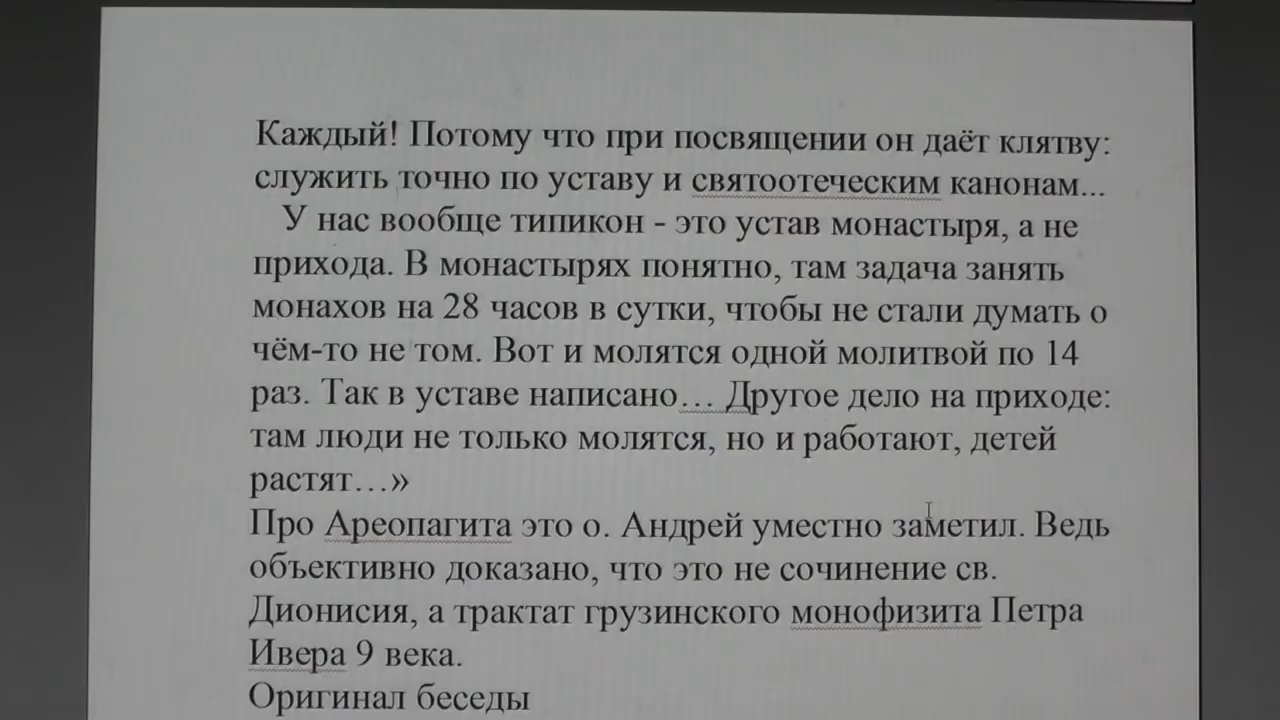 Каждый! Потому что при посвящении он даёт клятву:
служить точно по уставу и святоотеческим канонам...
У нас вообще типикон - это устав монастыря, а не
прихода. В монастырях понятно, там задача занять
монахов на 28 часов в сутки, чтобы не стали думать о
чём-то не том. Вот и молятся одной молитвой по 14
раз. Так в уставе написано… Другое дело на приходе:
там люди не только молятся, но и работают, детей
растят…»
Про Ареопагита это о. Андрей уместно заметил. Ведь
объективно доказано, что это не сочинение св.
Дионисия, а трактат грузинского монофизита Петра
Ивера 9 века.
Оригинал беседы